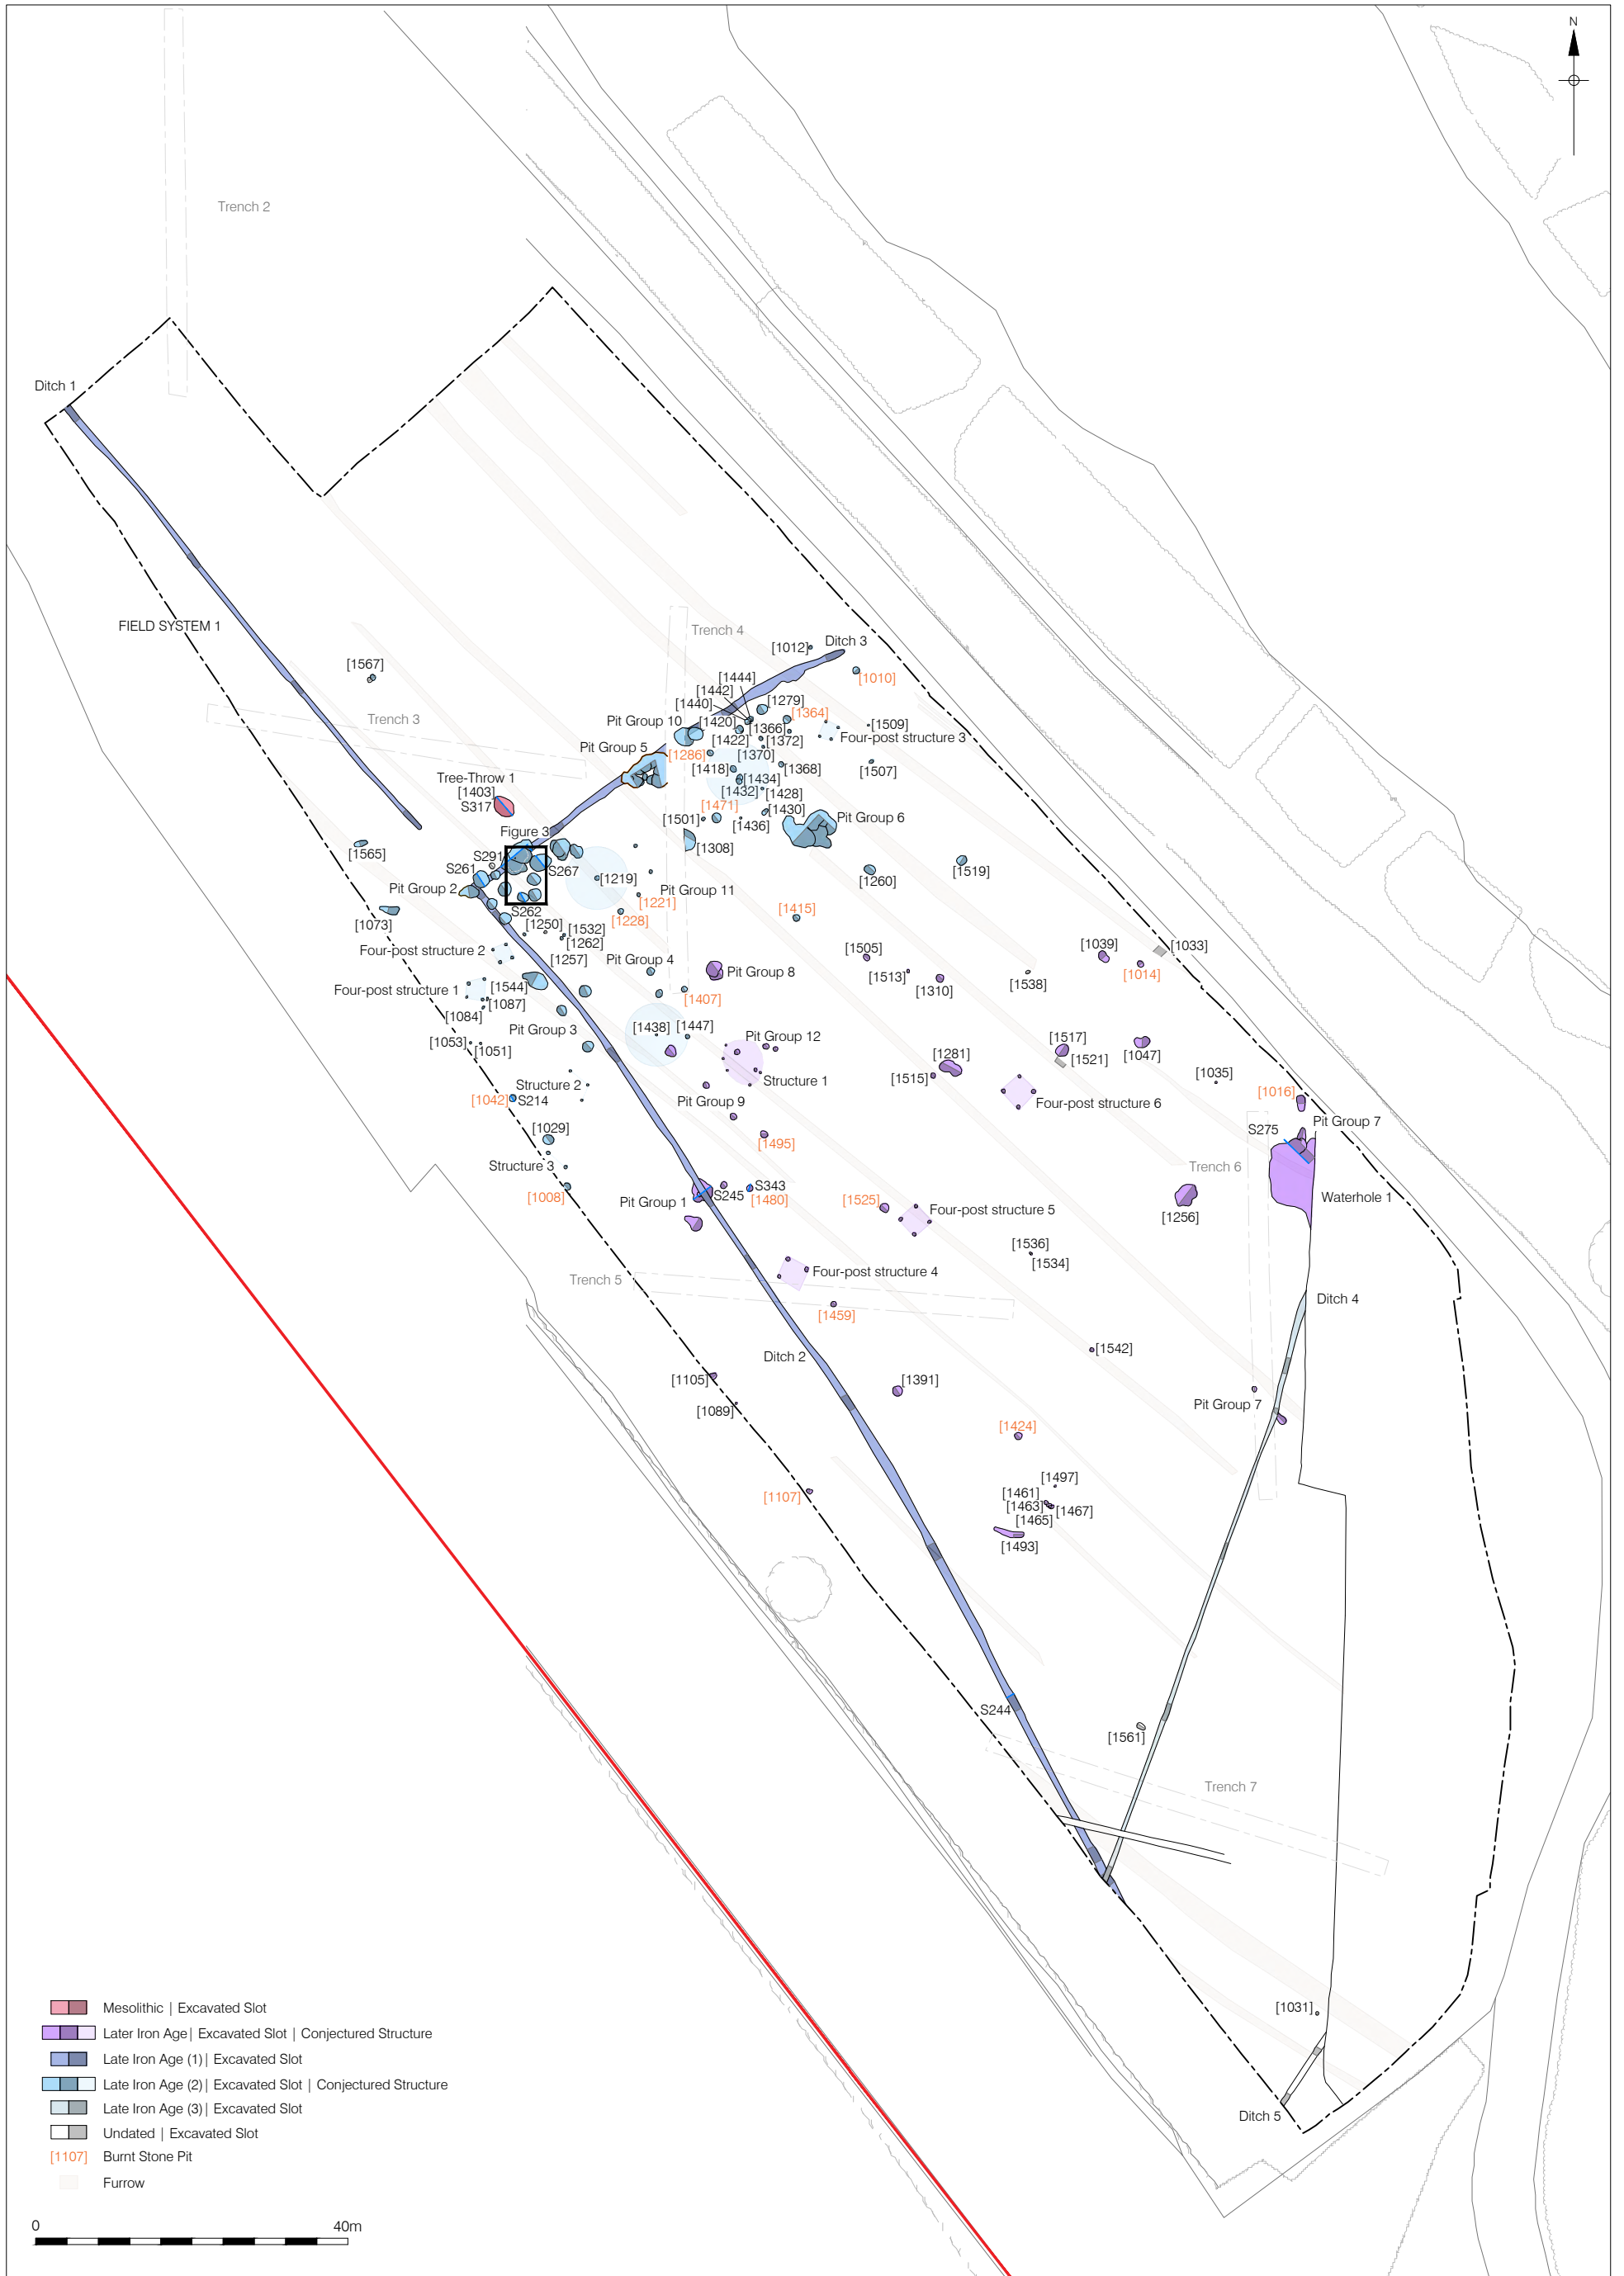 N
Trench 2
Ditch 1
FIELD SYSTEM 1
[1567]
Trench 3
Trench 4
[1012]
Ditch 3
[1010]
[1444]
[1442]
[1440]
[1279]
[1364]
Pit Group 10
[1420]
[1366]
[1509]
Four-post structure 3
[1422]
[1372]
Pit Group 5
[1286]
[1370]
[1418]
[1368]
[1507]
Tree-Throw 1
[1403]
S317
[1434]
[1432]
[1428]
[1471]
[1430]
[1501]
[1436]
Pit Group 6
Figure 3
[1308]
[1565]
S291
S261
S267
[1219]
[1519]
[1260]
Pit Group 2
Pit Group 11
[1221]
S262
[1228]
[1415]
[1073]
[1250]
[1532]
[1262]
Four-post structure 2
[1257]
[1505]
[1039]
[1033]
[1014]
Pit Group 4
Pit Group 8
[1513]
[1310]
[1538]
Four-post structure 1
[1544]
[1087]
[1407]
[1084]
Pit Group 3
[1438]
[1447]
Pit Group 12
[1053]
[1051]
[1517]
[1521]
[1047]
[1281]
[1515]
Structure 1
Structure 2
[1042]
S214
Pit Group 9
Four-post structure 6
[1035]
[1016]
Pit Group 7
[1029]
[1495]
S275
Structure 3
Trench 6
[1008]
Pit Group 1
S245
S343
[1480]
[1525]
Waterhole 1
[1256]
Four-post structure 5
[1536]
[1534]
Trench 5
Four-post structure 4
Ditch 4
[1459]
Ditch 2
[1542]
[1105]
[1391]
[1089]
Pit Group 7
[1424]
[1107]
[1497]
[1461]
[1463]
[1467]
[1465]
[1493]
S244
[1561]
Trench 7
[1031]
Ditch 5
Mesolithic | Excavated Slot
Later Iron Age| Excavated Slot | Conjectured Structure
Late Iron Age (1)| Excavated Slot
Late Iron Age (2)| Excavated Slot | Conjectured Structure
Late Iron Age (3)| Excavated Slot
Undated | Excavated Slot
[1107] Burnt Stone Pit
Furrow
0 40m